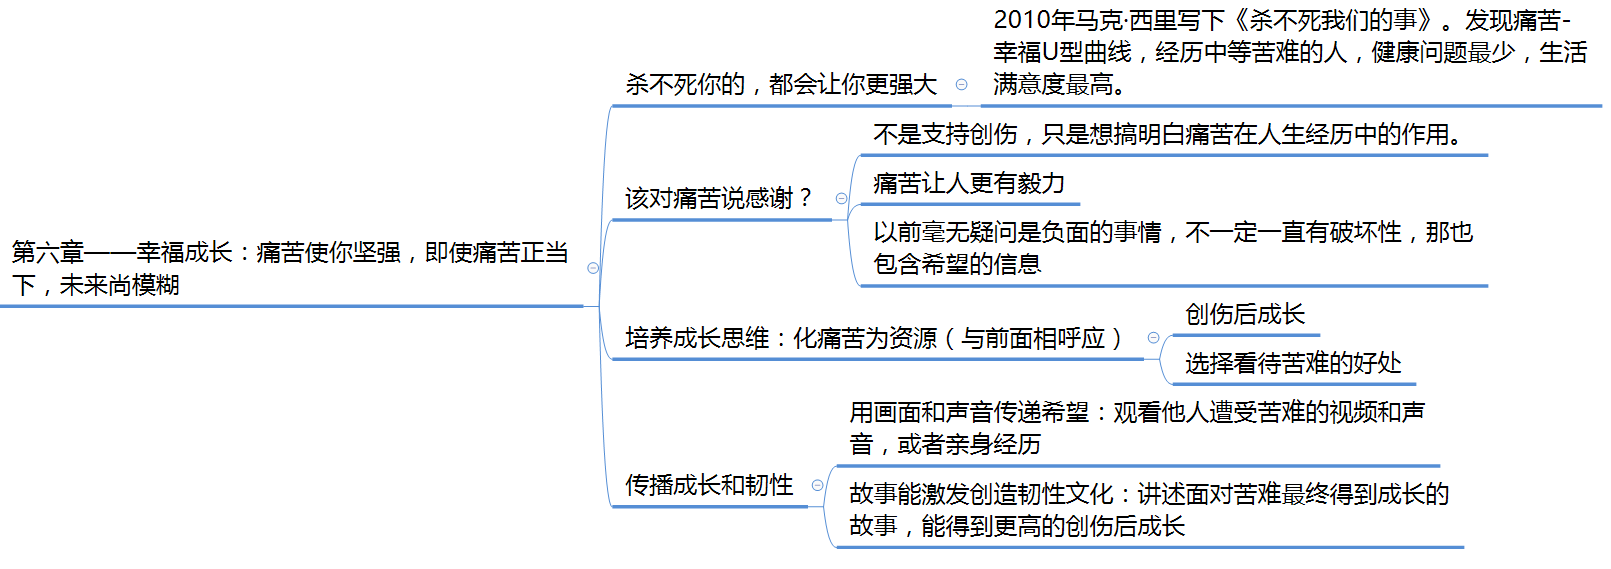 第六章——幸福成长：痛苦使你坚强，即使痛苦正当
下，未来尚模糊
杀不死你的，都会让你更强大
2010年马克·西里写下《杀不死我们的事》。发现痛苦-
幸福U型曲线，经历中等苦难的人，健康问题最少，生活
满意度最高。
该对痛苦说感谢？
不是支持创伤，只是想搞明白痛苦在人生经历中的作用。
痛苦让人更有毅力
以前毫无疑问是负面的事情，不一定一直有破坏性，那也
包含希望的信息
培养成长思维：化痛苦为资源（与前面相呼应）
创伤后成长
选择看待苦难的好处
传播成长和韧性
用画面和声音传递希望：观看他人遭受苦难的视频和声
音，或者亲身经历
故事能激发创造韧性文化：讲述面对苦难最终得到成长的
故事，能得到更高的创伤后成长